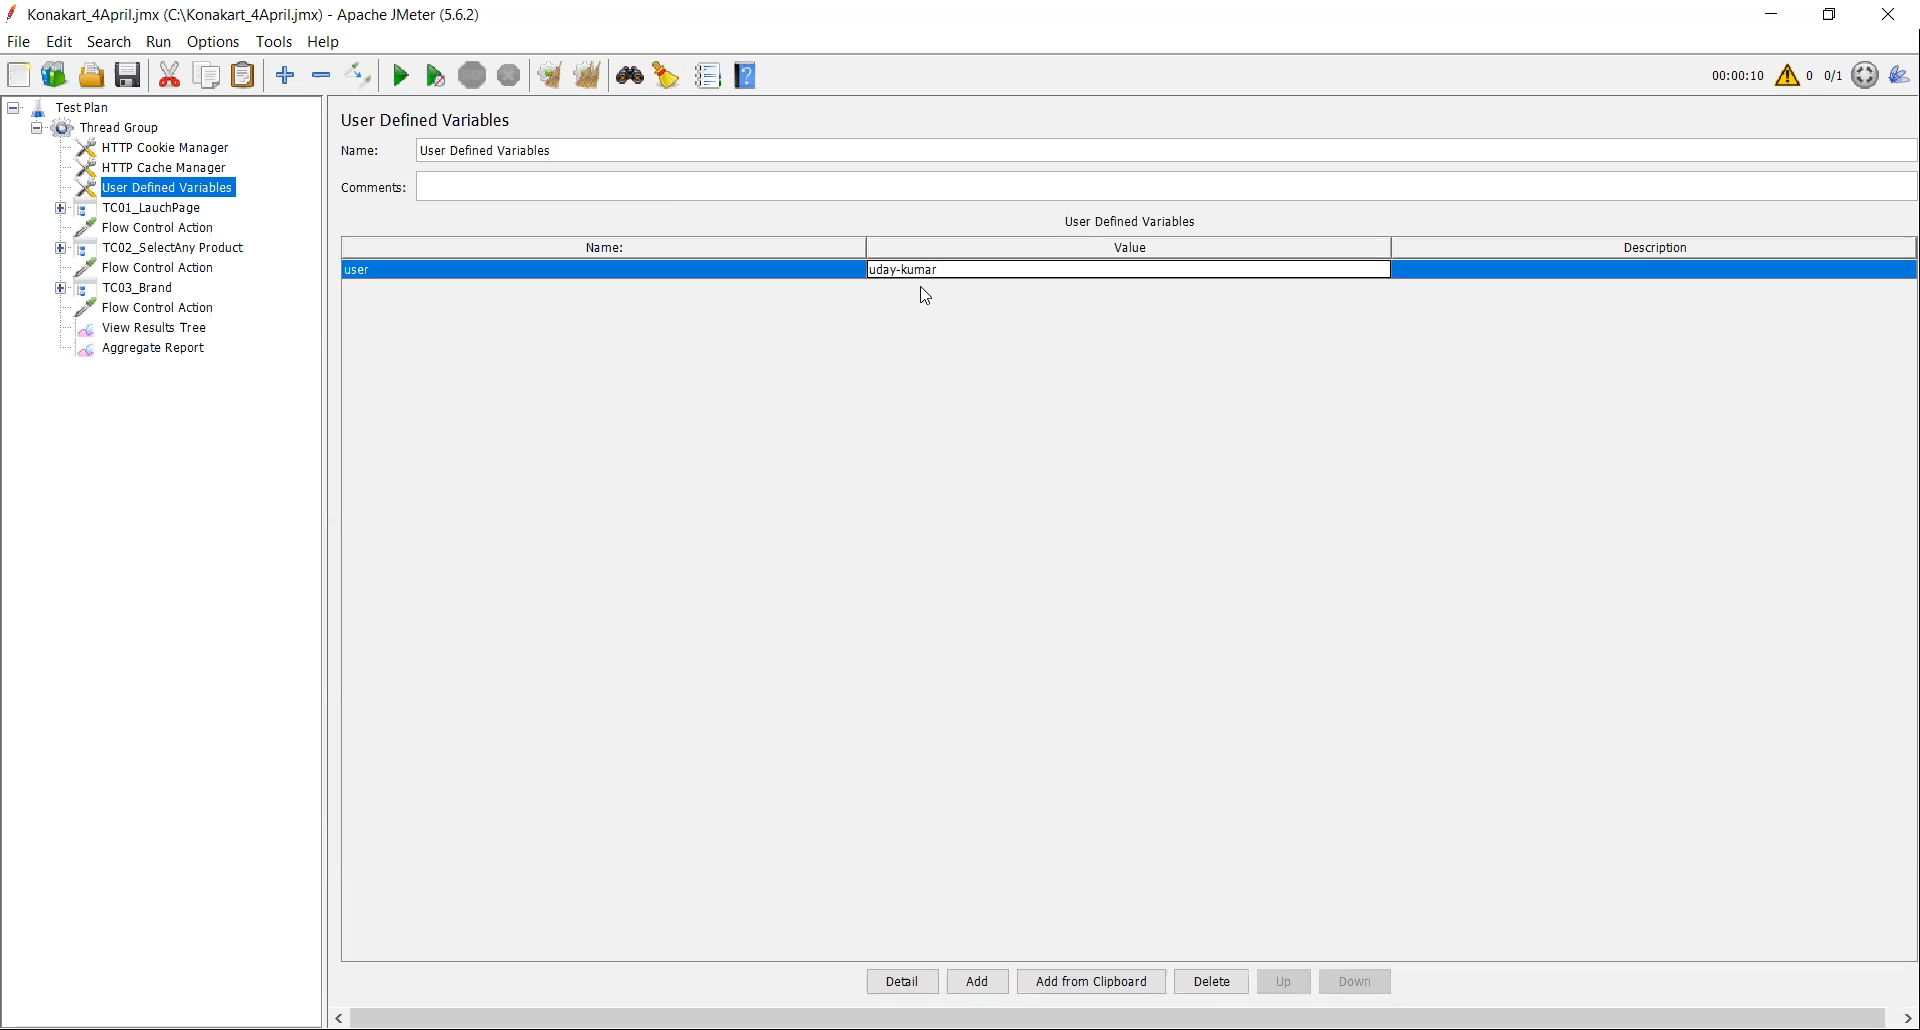 Konakart_4April.jmx (C:\Konakart_4April.jmx) - Apache JMeter (5.6.2)
File Edit Search Run Options Tools Help
00:00:10 0 0/1
Test Plan
Thread Group
HTTP Cookie Manager
HTTP Cache Manager
User Defined Variables
TC01_LauchPage
Flow Control Action
TC02_SelectAny Product
Flow Control Action
TC03_Brand
Flow Control Action
View Results Tree
Aggregate Report
User Defined Variables
Name: User Defined Variables
Comments:
User Defined Variables
Name: Value Description
user uday-kumar
Detail Add Add from Clipboard Delete Up Down